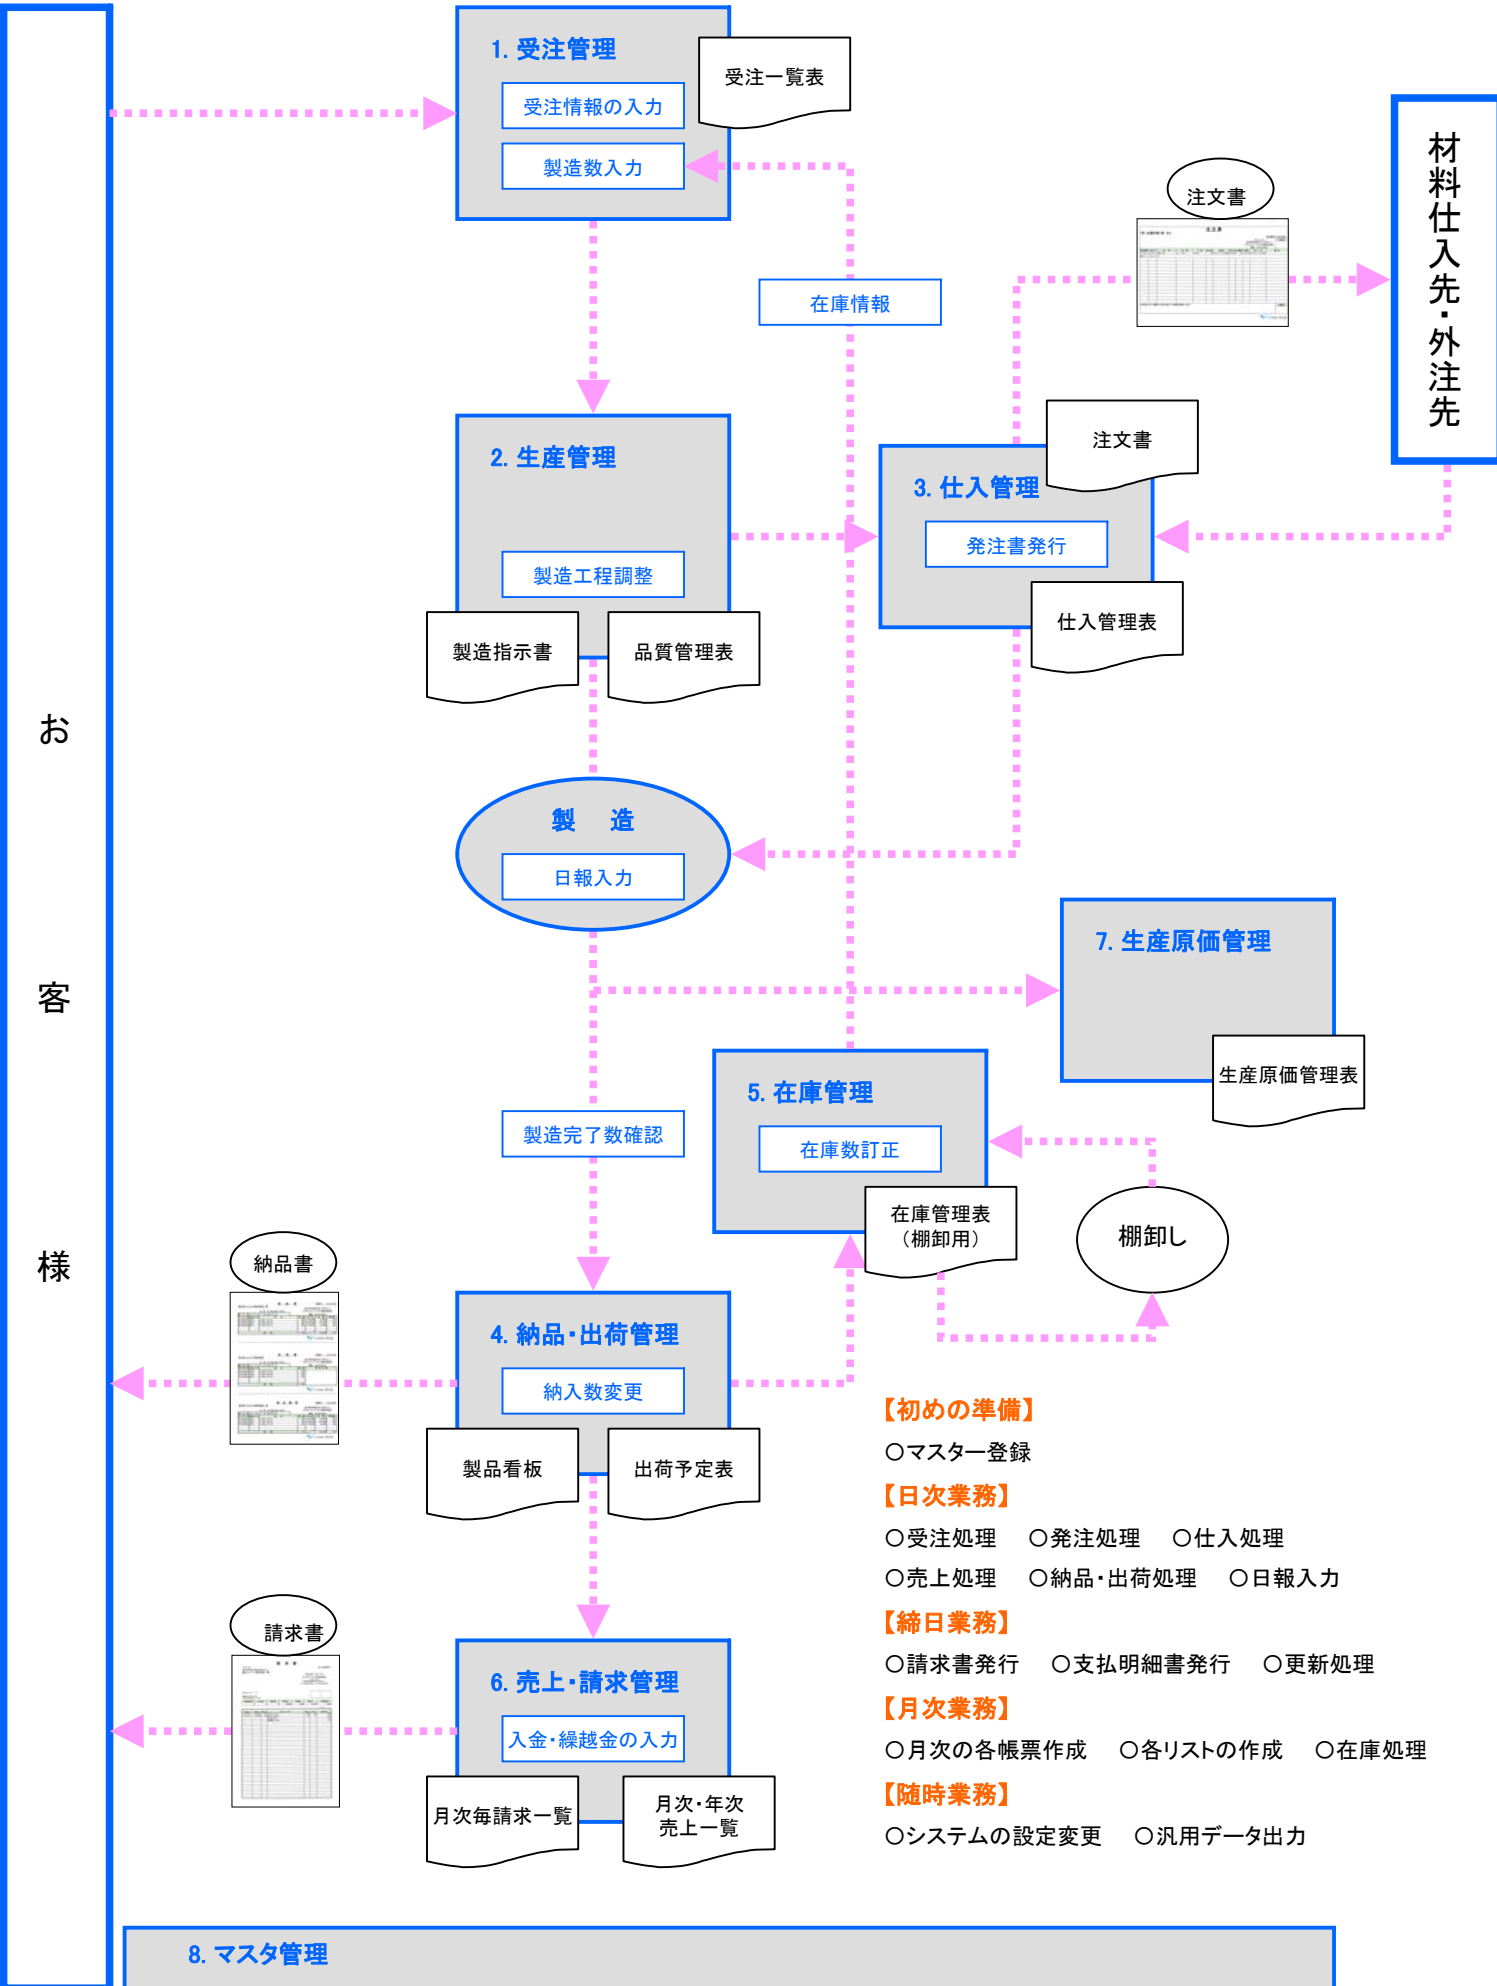 お客様
1. 受注管理
受注一覧表
受注情報の入力
製造数入力
在庫情報
注文書
注文書
材料仕入先・外注先
2. 生産管理
製造工程調整
製造指示書
品質管理表
3. 仕入管理
注文書
発注書発行
仕入管理表
製 造
日報入力
7. 生産原価管理
生産原価管理表
5. 在庫管理
在庫数訂正
在庫管理表
（棚卸用）
棚卸し
製造完了数確認
納品書
4. 納品・出荷管理
納入数変更
製品看板
出荷予定表
請求書
6. 売上・請求管理
入金・繰越金の入力
月次毎請求一覧
月次・年次
売上一覧
【初めの準備】
○マスター登録
【日次業務】
○受注処理 ○発注処理 ○仕入処理
○売上処理 ○納品・出荷処理 ○日報入力
【締日業務】
○請求書発行 ○支払明細書発行 ○更新処理
【月次業務】
○月次の各帳票作成 ○各リストの作成 ○在庫処理
【随時業務】
○システムの設定変更 ○汎用データ出力
8. マスタ管理